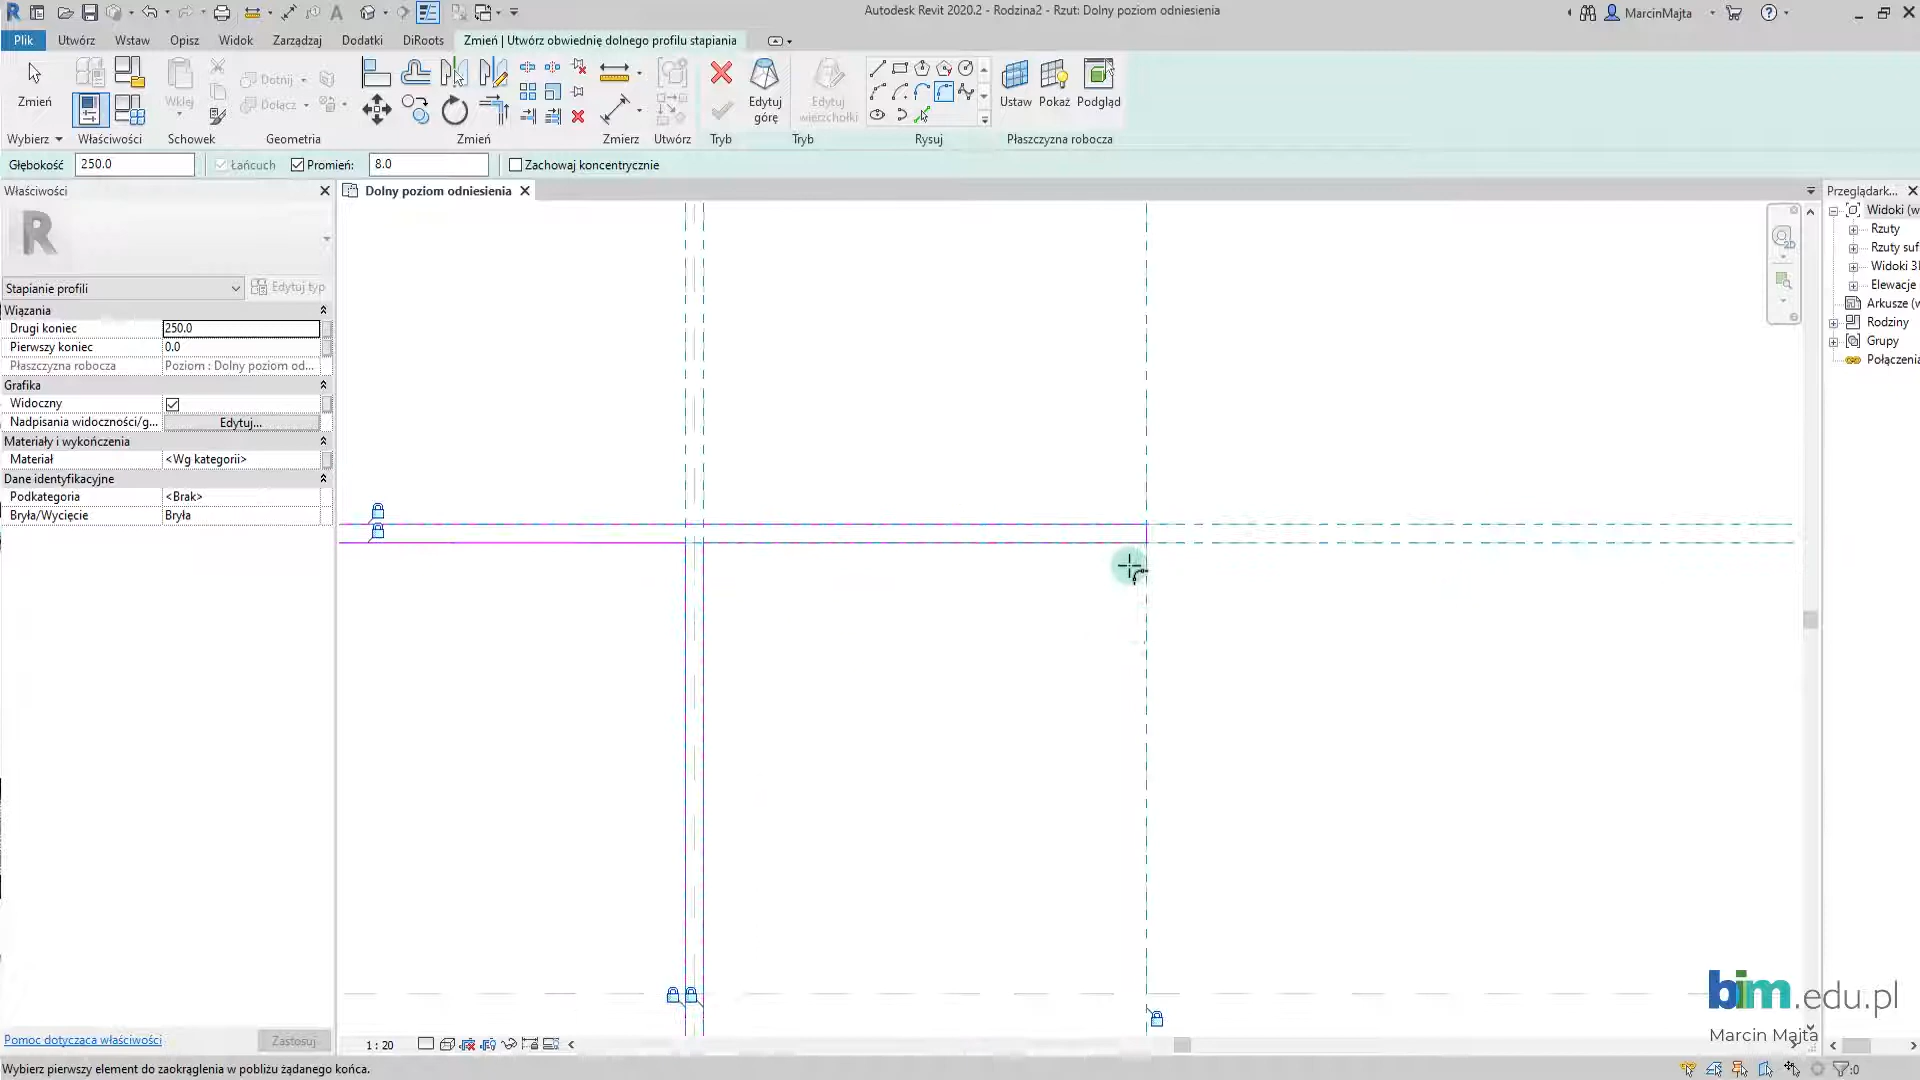 Autodesk Revit 2020.2 - Rodzina2 - Rzut: Dolny poziom odniesienia
MarcinMajta
Plik Utwórz Wstaw Opisz Widok Zarządzaj Dodatki DiRoots Zmień | Utwórz obwiednię dolnego profilu stapiania
Dotnij
Dołącz
Zmień Wklej Edytuj górę Edytuj wierzchołki Ustaw Pokaż Podgląd
Wybierz Właściwości Schowek Geometria Zmień Zmierz Utwórz Tryb Tryb Rysuj Płaszczyzna robocza
Głębokość 250.0 Łańcuch Promień: 8.0 Zachowaj koncentrycznie
Właściwości
Dolny poziom odniesienia
Przeglądark...
R
Stapianie profili Edytuj typ
Wiązania
Drugi koniec 250.0
Pierwszy koniec 0.0
Płaszczyzna robocza Poziom : Dolny poziom od...
Grafika
Widoczny
Nadpisania widoczności/g... Edytuj...
Materiały i wykończenia
Materiał <Wg kategorii>
Dane identyfikacyjne
Podkategoria <Brak>
Bryła/Wycięcie Bryła
Widoki (w
Rzuty
Rzuty suf
Widoki 3
Elewacje
Arkusze (w
Rodziny
Grupy
Połączenia
2D
bim.edu.pl
Marcin Majta
Pomoc dotycząca właściwości Zastosuj
1 : 20
Wybierz pierwszy element do zaokrąglenia w pobliżu żądanego końca.
:0